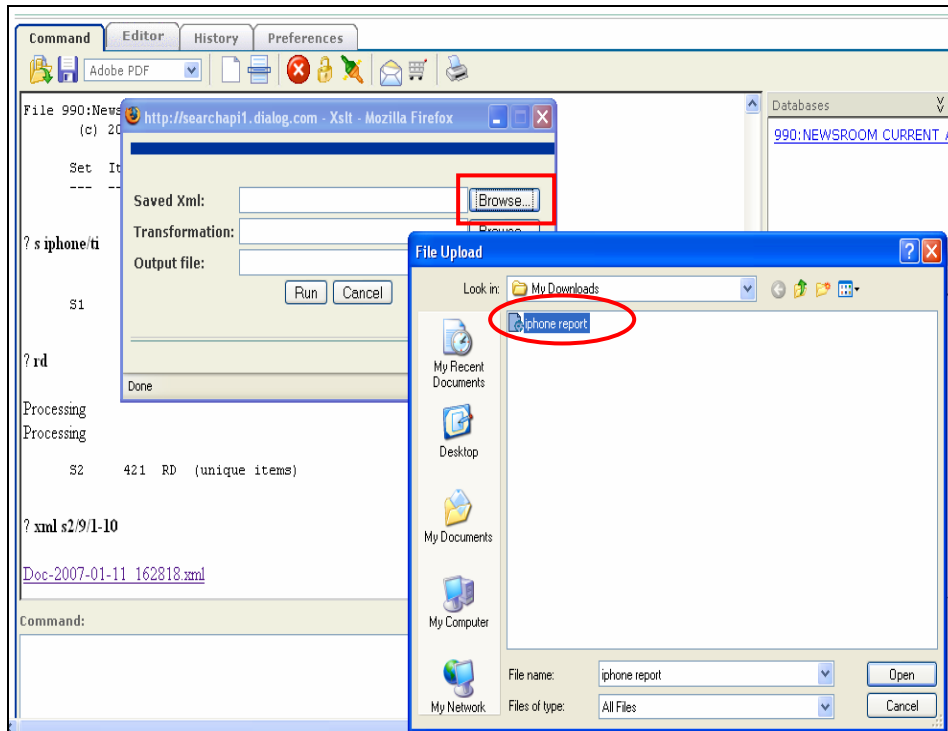 Command Editor History Preferences
Adobe PDF
File 990:News
(c) 20
Set It
--- --
? s iphone/ti
S1
? rd
Processing
Processing
S2 421 RD (unique items)
? xml s2/9/1-10
Doc-2007-01-11_162818.xml
Command:
Databases
990:NEWSROOM CURRENT
http://searchapi1.dialog.com - Xslt - Mozilla Firefox
Saved Xml:
Browse...
Transformation:
Browse...
Output file:
Run Cancel
Done
File Upload
Look in: My Downloads
iphone report
My Recent
Documents
Desktop
My Documents
My Computer
My Network
File name: iphone report Open
Files of type: All Files Cancel